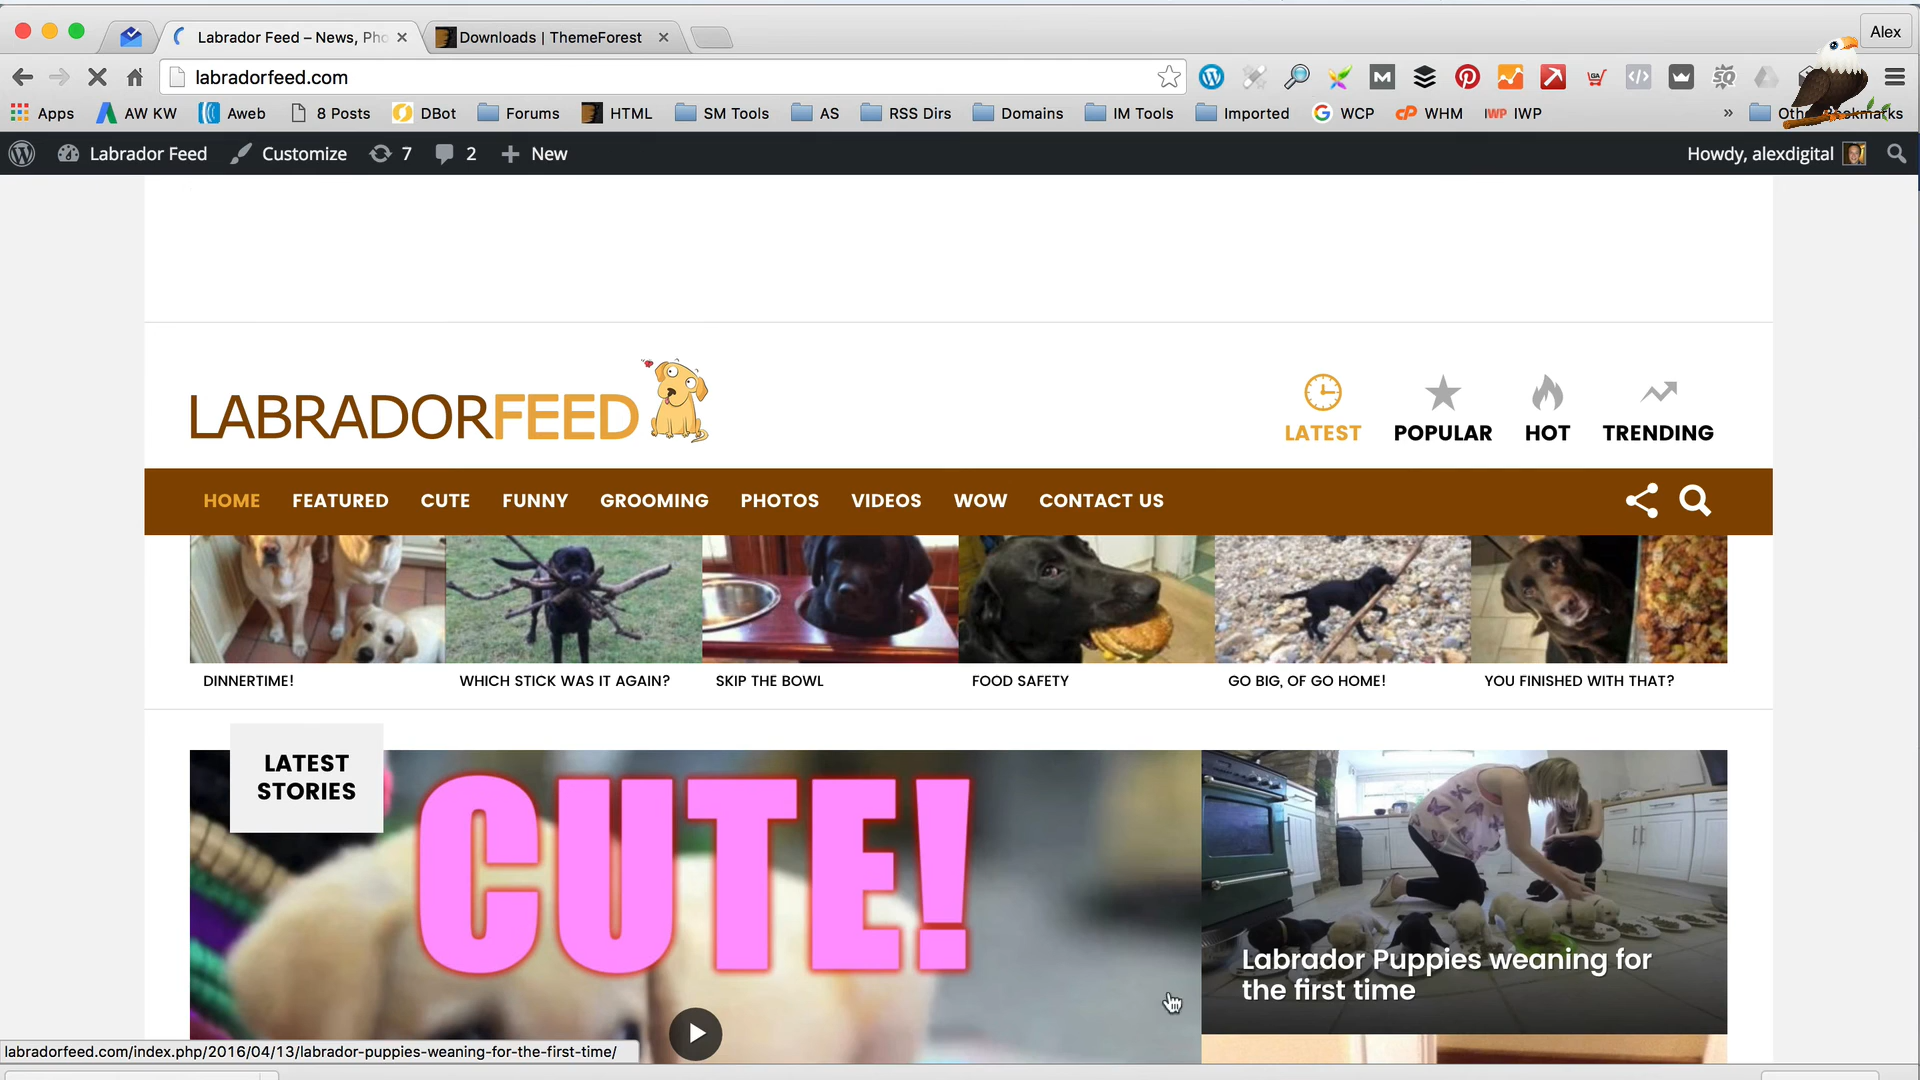 Labrador Feed – News, Pho
Downloads | ThemeForest
Alex
labradorfeed.com
Apps
AW KW
Aweb
8 Posts
DBot
Forums
HTML
SM Tools
AS
RSS Dirs
Domains
IM Tools
Imported
WCP
WHM
IWP IWP
»
Labrador Feed
Customize
7
2
New
Howdy, alexdigital
LABRADORFEED
LATEST
POPULAR
HOT
TRENDING
HOME
FEATURED
CUTE
FUNNY
GROOMING
PHOTOS
VIDEOS
WOW
CONTACT US
DINNERTIME!
WHICH STICK WAS IT AGAIN?
SKIP THE BOWL
FOOD SAFETY
GO BIG, OF GO HOME!
YOU FINISHED WITH THAT?
LATEST
STORIES
CUTE!
Labrador Puppies weaning for
the first time
labradorfeed.com/index.php/2016/04/13/labrador-puppies-weaning-for-the-first-time/